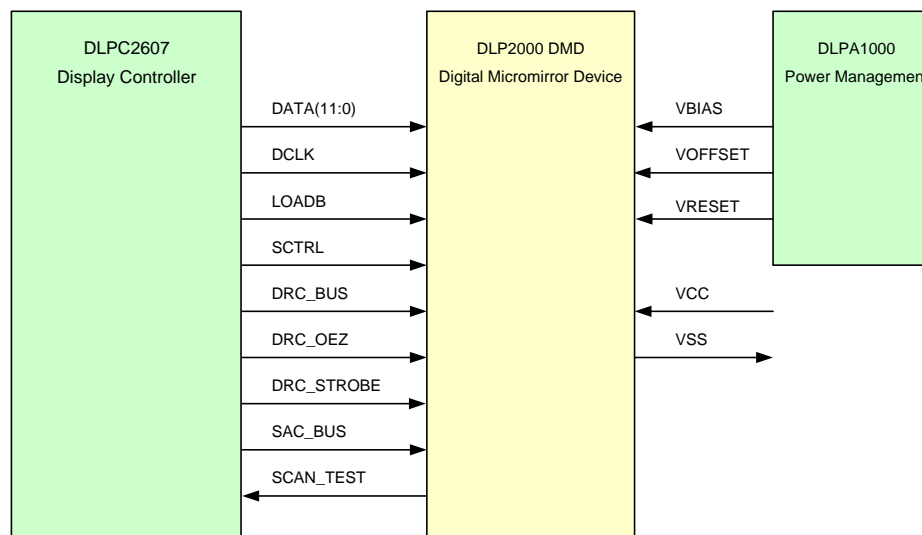 DLPC2607
Display Controller
DLP2000 DMD
Digital Micromirror Device
DLPA1000
Power Managemen
DATA(11:0)
DCLK
LOADB
SCTRL
DRC_BUS
DRC_OEZ
DRC_STROBE
SAC_BUS
SCAN_TEST
VBIAS
VOFFSET
VRESET
VCC
VSS